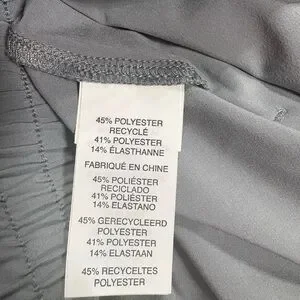 45% POLYESTER
RECYCLÉ
41% POLYESTER
14% ÉLASTHANNE
FABRIQUÉ EN CHINE
45% POLIÉSTER
RECICLADO
41% POLIÉSTER
14% ELASTANO
45% GERECYCLEERD
POLYESTER
41% POLYESTER
14% ELASTAAN
45% RECYCELTES
POLYESTER